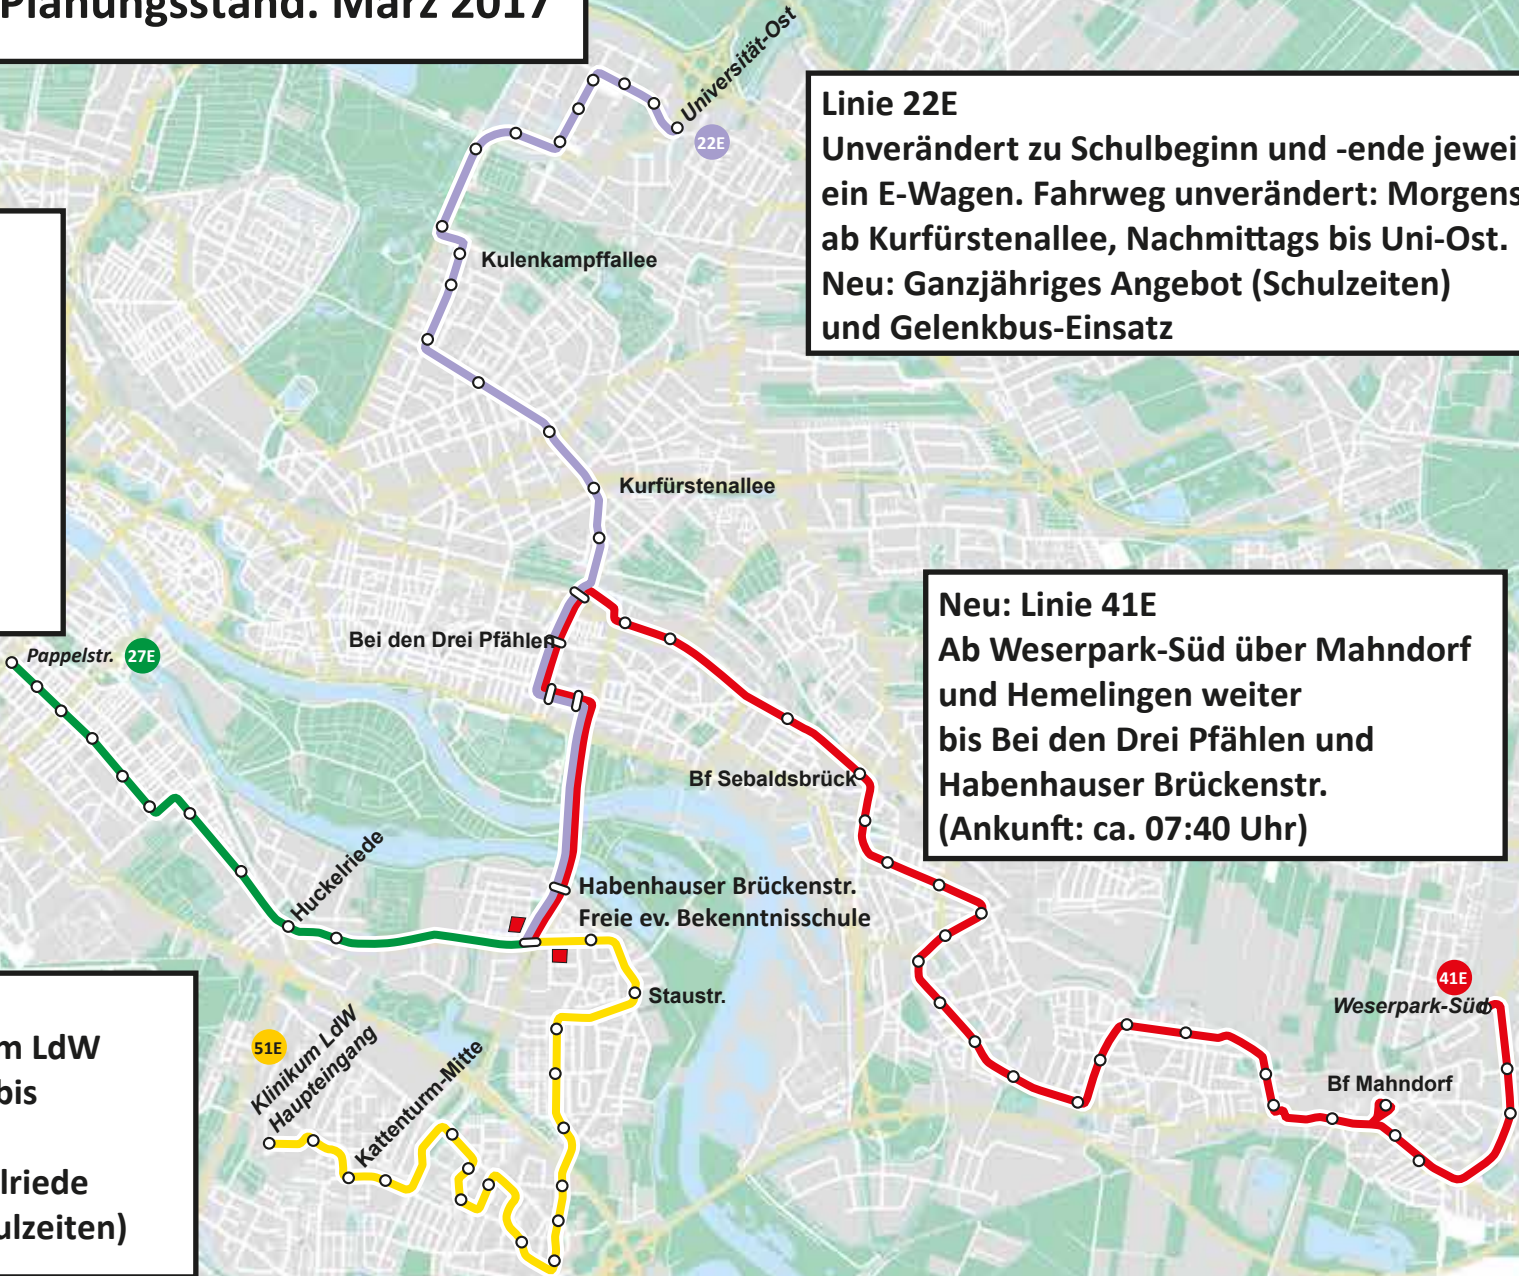 Planungsstand: März 2017
Universität-Ost
22E
Linie 22E
Unverändert zu Schulbeginn und -ende jewei
ein E-Wagen. Fahrweg unverändert: Morgens
ab Kurfürstenallee, Nachmittags bis Uni-Ost.
Neu: Ganzjähriges Angebot (Schulzeiten)
und Gelenkbus-Einsatz
Kulenkampffallee
Kurfürstenallee
Bei den Drei Pfählen
Pappelstr.
27E
Neu: Linie 41E
Ab Weserpark-Süd über Mahndorf
und Hemelingen weiter
bis Bei den Drei Pfählen und
Habenhauser Brückenstr.
(Ankunft: ca. 07:40 Uhr)
Bf Sebaldsbrück
Huckelriede
Habenhauser Brückenstr.
Freie ev. Bekenntnisschule
Staustr.
41E
Weserpark-Süd
Bf Mahndorf
51E
Klinikum LdW
Haupteingang
Kattenturm-Mitte
m LdW
bis
lriede
ulzeiten)